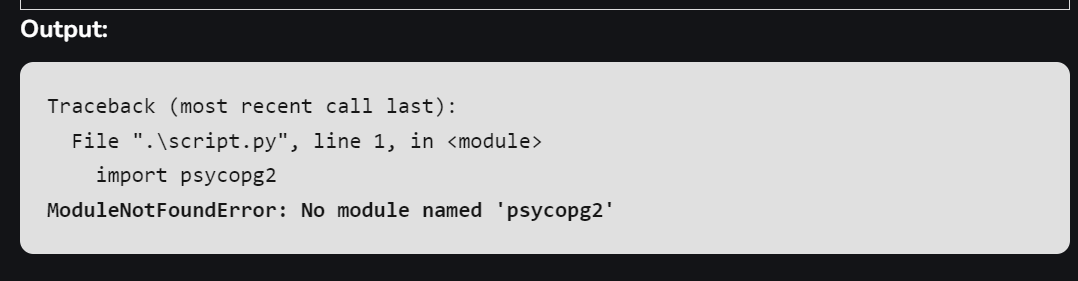 Output:
Traceback (most recent call last):
  File ".\script.py", line 1, in <module>
    import psycopg2
ModuleNotFoundError: No module named 'psycopg2'